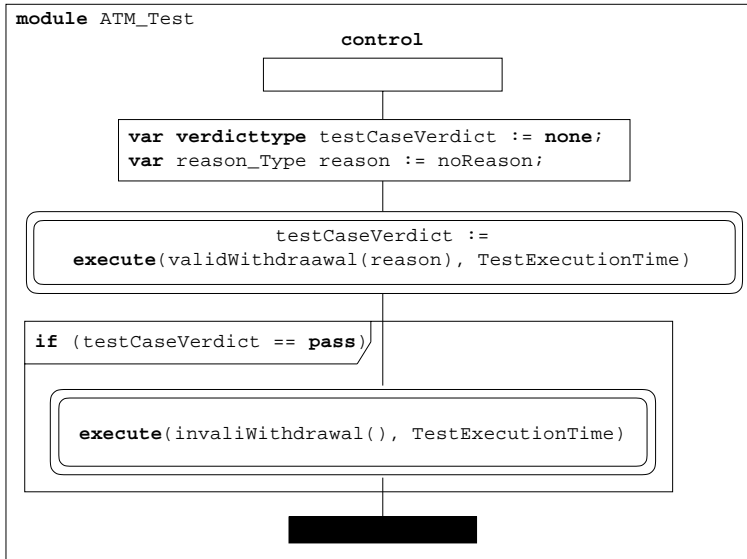 module ATM_Test
control
var verdicttype testCaseVerdict := none;
var reason_Type reason := noReason;
testCaseVerdict :=
execute(validWithdraawal(reason), TestExecutionTime)
if (testCaseVerdict == pass)
execute(invaliWithdrawal(), TestExecutionTime)